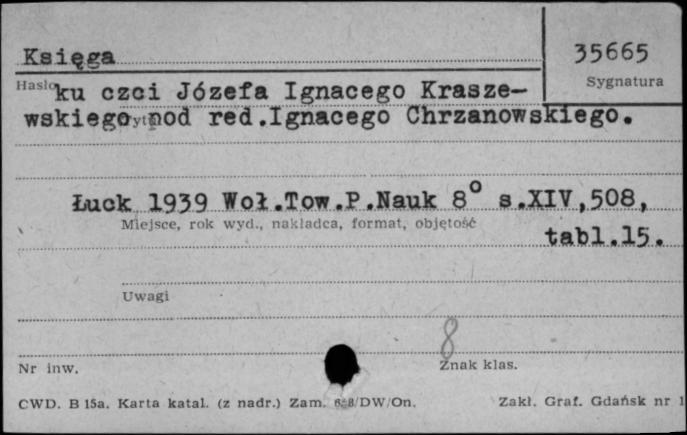 Księga
35665
Hasło
Sygnatura
ku czci Józefa Ignacego Krasze-
wskiego pod red.Ignacego Chrzanowskiego.
Łuck 1939 Woł.Tow.P.Nauk 8° s.XIV,508,
Miejsce, rok wyd., nakładca, format, objętość
tabl.15.
Uwagi
8
Nr inw.
Znak klas.
CWD. B 15a. Karta katal. (z nadr.) Zam. /DW/On.
Zakł. Graf. Gdańsk nr 1